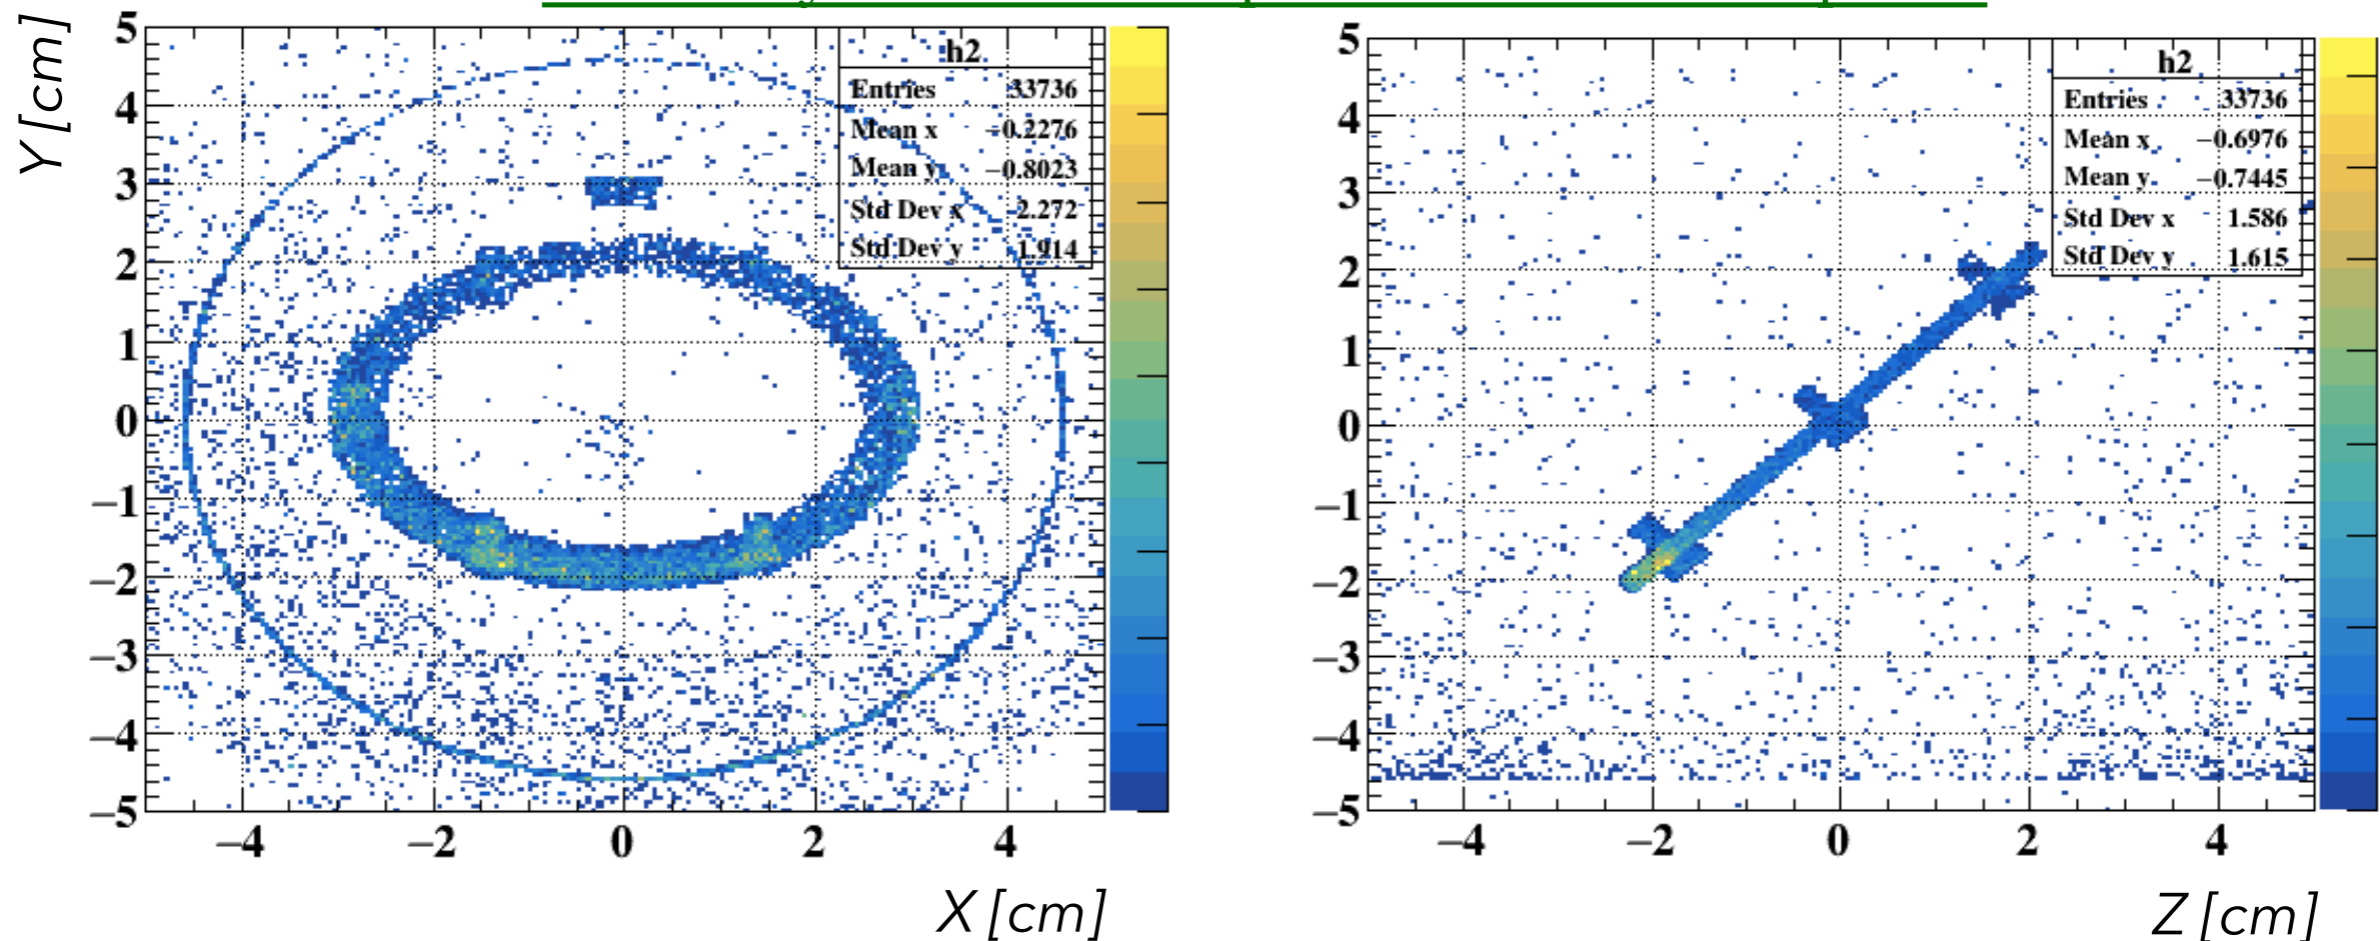 Y [cm]
5
4
3
2
1
0
−1
−2
−3
−4
−5
−4 −2 0 2 4
X [cm]
h2
Entries 33736
Mean x −0.2276
Mean y −0.8023
Std Dev x 2.272
Std Dev y 1.914
5
4
3
2
1
0
−1
−2
−3
−4
−5
−4 −2 0 2 4
Z [cm]
h2
Entries 33736
Mean x −0.6976
Mean y −0.7445
Std Dev x 1.586
Std Dev y 1.615